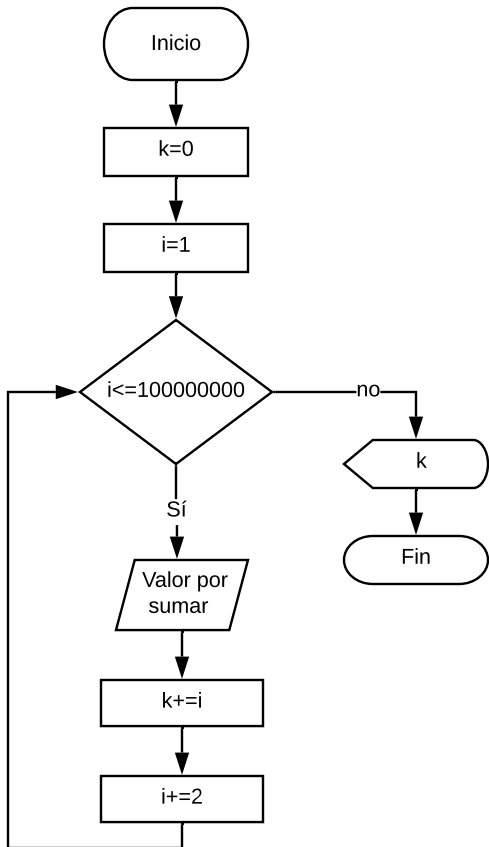 Inicio
k=0
i=1
i<=100000000
no
k
Fin
Sí
Valor por
sumar
k+=i
i+=2